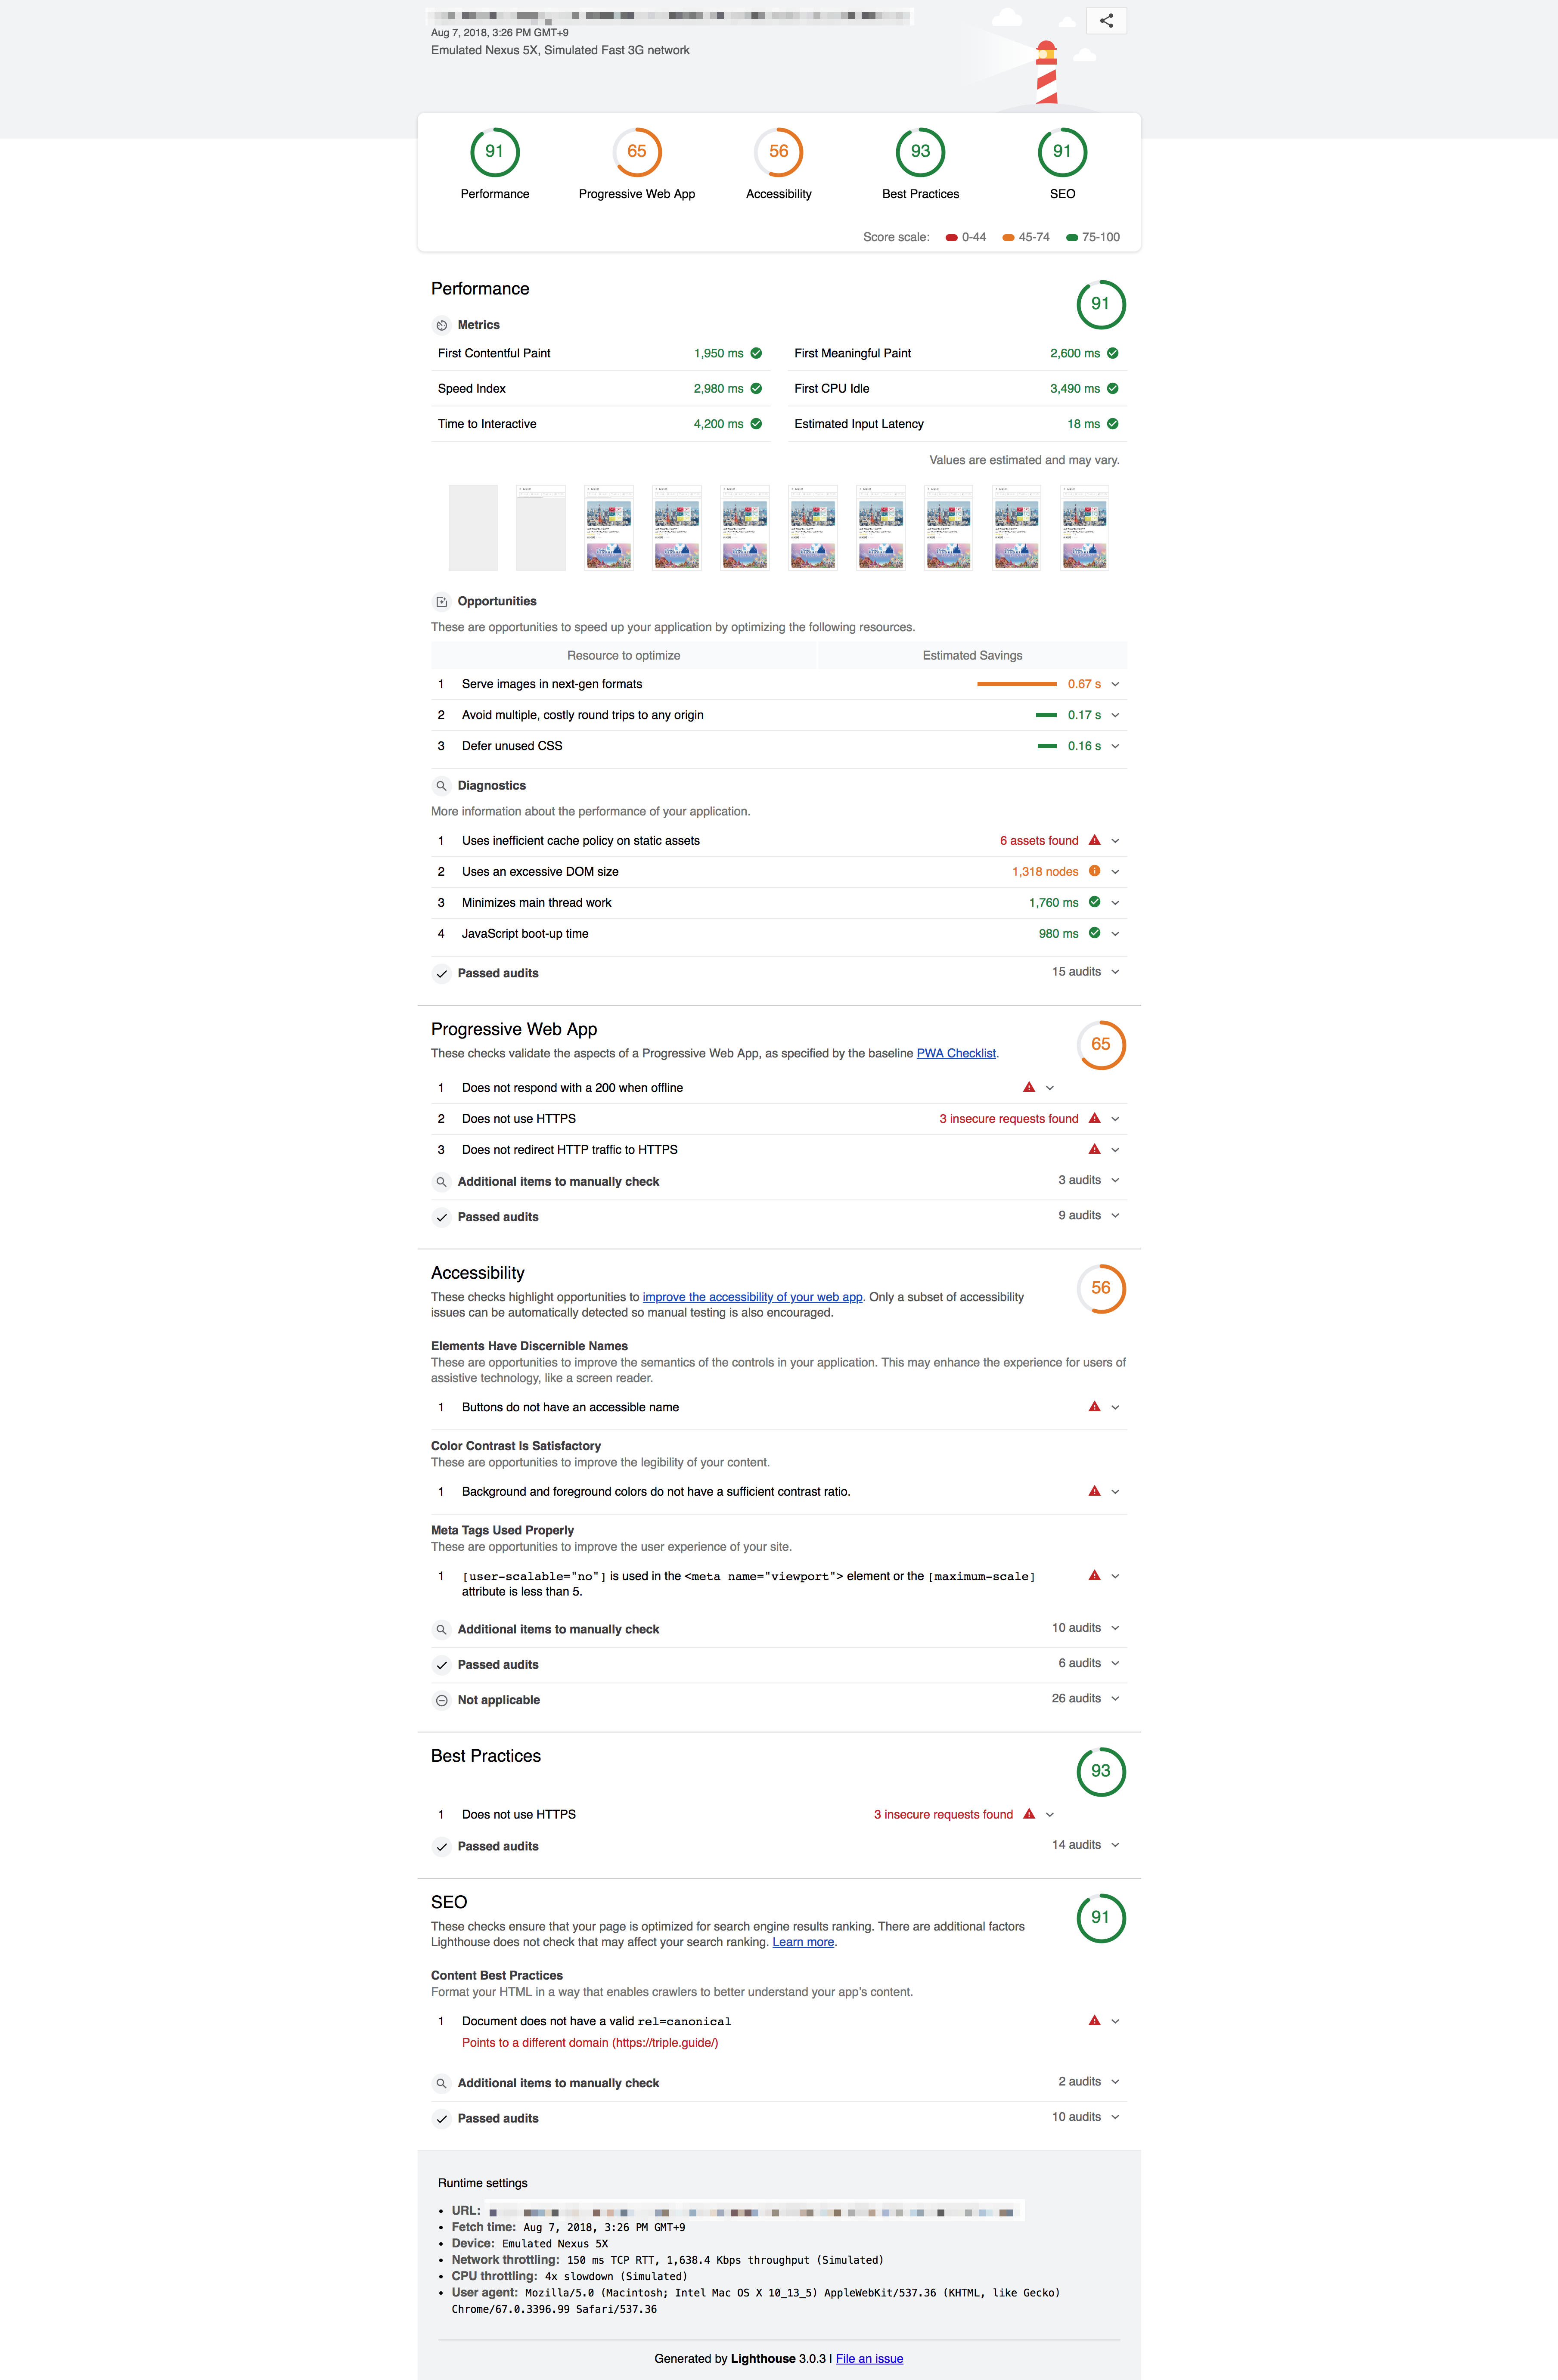 Aug 7, 2018, 3:26 PM GMT+9
Emulated Nexus 5X, Simulated Fast 3G network
91
65
56
93
91
Performance
Progressive Web App
Accessibility
Best Practices
SEO
Score scale: 0-44 45-74 75-100
Performance
91
Metrics
First Contentful Paint 1,950 ms
First Meaningful Paint 2,600 ms
Speed Index 2,980 ms
First CPU Idle 3,490 ms
Time to Interactive 4,200 ms
Estimated Input Latency 18 ms
Values are estimated and may vary.
Opportunities
These are opportunities to speed up your application by optimizing the following resources.
Resource to optimize Estimated Savings
1 Serve images in next-gen formats 0.67 s
2 Avoid multiple, costly round trips to any origin 0.17 s
3 Defer unused CSS 0.16 s
Diagnostics
More information about the performance of your application.
1 Uses inefficient cache policy on static assets 6 assets found
2 Uses an excessive DOM size 1,318 nodes
3 Minimizes main thread work 1,760 ms
4 JavaScript boot-up time 980 ms
Passed audits 15 audits
Progressive Web App
65
These checks validate the aspects of a Progressive Web App, as specified by the baseline PWA Checklist.
1 Does not respond with a 200 when offline
2 Does not use HTTPS 3 insecure requests found
3 Does not redirect HTTP traffic to HTTPS
Additional items to manually check 3 audits
Passed audits 9 audits
Accessibility
56
These checks highlight opportunities to improve the accessibility of your web app. Only a subset of accessibility
issues can be automatically detected so manual testing is also encouraged.
Elements Have Discernible Names
These are opportunities to improve the semantics of the controls in your application. This may enhance the experience for users of
assistive technology, like a screen reader.
1 Buttons do not have an accessible name
Color Contrast Is Satisfactory
These are opportunities to improve the legibility of your content.
1 Background and foreground colors do not have a sufficient contrast ratio.
Meta Tags Used Properly
These are opportunities to improve the user experience of your site.
1 [user-scalable="no"] is used in the <meta name="viewport"> element or the [maximum-scale]
attribute is less than 5.
Additional items to manually check 10 audits
Passed audits 6 audits
Not applicable 26 audits
Best Practices
93
1 Does not use HTTPS 3 insecure requests found
Passed audits 14 audits
SEO
91
These checks ensure that your page is optimized for search engine results ranking. There are additional factors
Lighthouse does not check that may affect your search ranking. Learn more.
Content Best Practices
Format your HTML in a way that enables crawlers to better understand your app's content.
1 Document does not have a valid rel=canonical
Points to a different domain (https://triple.guide/)
Additional items to manually check 2 audits
Passed audits 10 audits
Runtime settings
• URL:
• Fetch time: Aug 7, 2018, 3:26 PM GMT+9
• Device: Emulated Nexus 5X
• Network throttling: 150 ms TCP RTT, 1,638.4 Kbps throughput (Simulated)
• CPU throttling: 4x slowdown (Simulated)
• User agent: Mozilla/5.0 (Macintosh; Intel Mac OS X 10_13_5) AppleWebKit/537.36 (KHTML, like Gecko)
Chrome/67.0.3396.99 Safari/537.36
Generated by Lighthouse 3.0.3 | File an issue